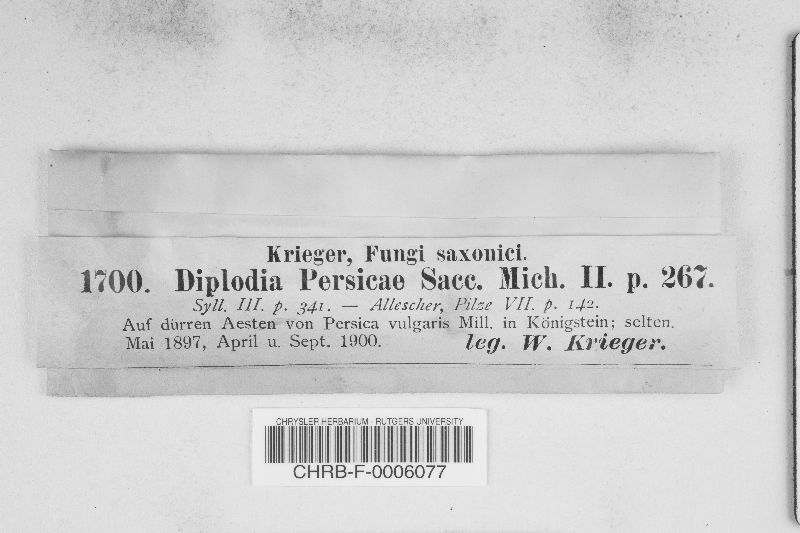 Krieger, Fungi saxonici.
1700. Diplodia Persicae Sacc. Mich. II. p. 267.
Syll. III. p. 341. — Allescher, Pilze VII. p. 142.
Auf dürren Aesten von Persica vulgaris Mill. in Königstein; selten.
Mai 1897, April u. Sept. 1900. leg. W. Krieger.
CHRYSLER HERBARIUM - RUTGERS UNIVERSITY
CHRB-F-0006077